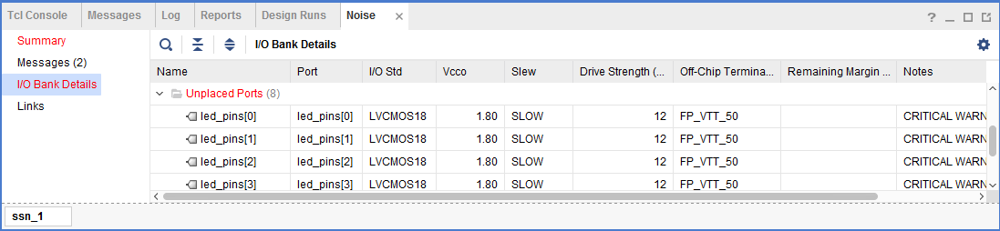 Tcl Console Messages Log Reports Design Runs Noise ×
? _
Summary
Messages (2)
I/O Bank Details
Links
I/O Bank Details
Name Port I/O Std Vcco Slew Drive Strength (... Off-Chip Termina... Remaining Margin ... Notes
Unplaced Ports (8)
led_pins[0] led_pins[0] LVCMOS18 1.80 SLOW 12 FP_VTT_50 CRITICAL WARN
led_pins[1] led_pins[1] LVCMOS18 1.80 SLOW 12 FP_VTT_50 CRITICAL WARN
led_pins[2] led_pins[2] LVCMOS18 1.80 SLOW 12 FP_VTT_50 CRITICAL WARN
led_pins[3] led_pins[3] LVCMOS18 1.80 SLOW 12 FP_VTT_50 CRITICAL WARN
ssn_1